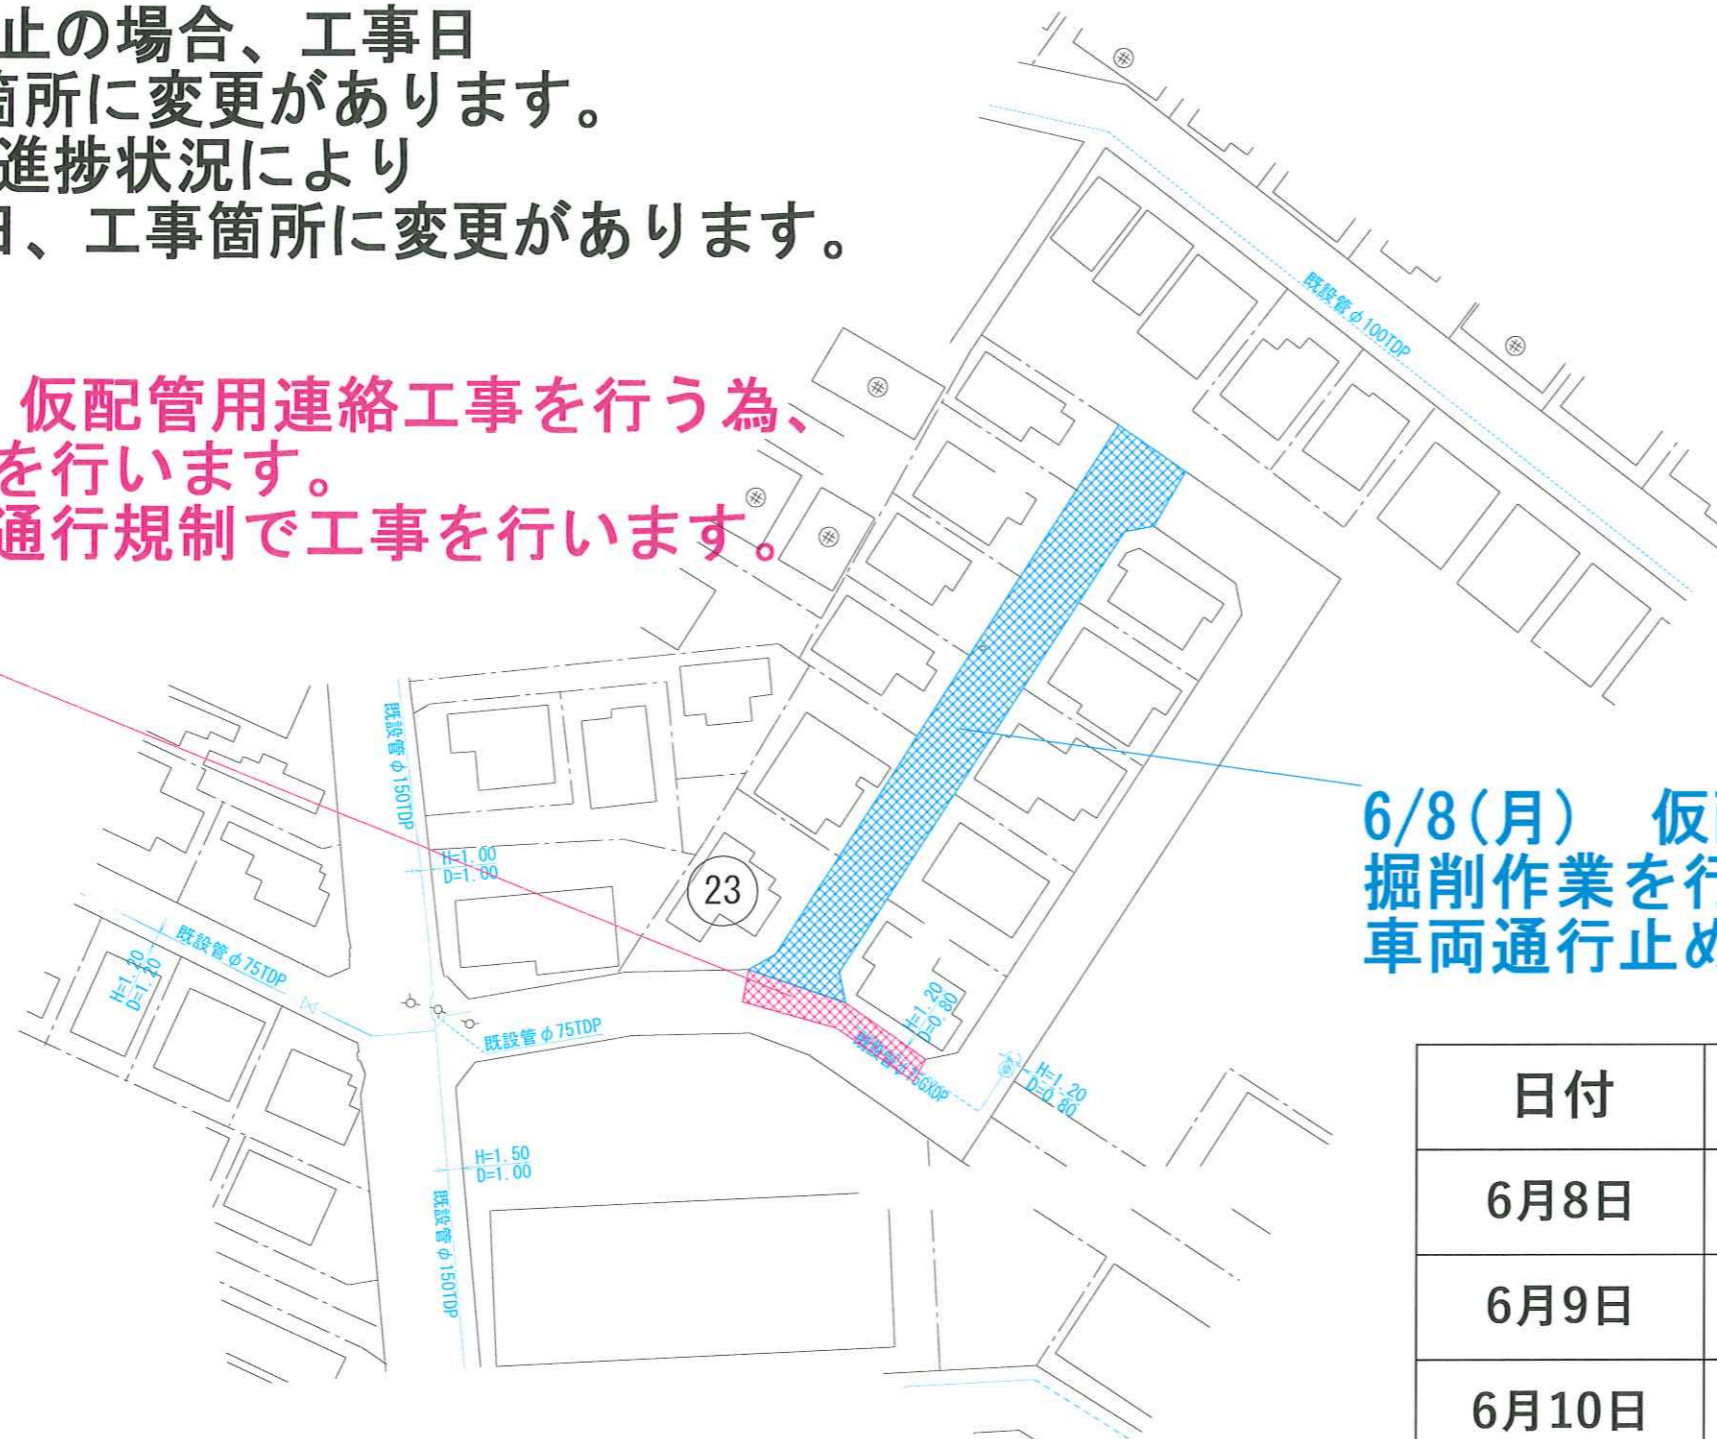 止の場合、工事日
箇所に変更があります。
進捗状況により
日、工事箇所に変更があります。
仮配管用連絡工事を行う為、
を行います。
通行規制で工事を行います。
既設管φ100TDP
既設管φ150TDP
H=1.00
D=1.00
23
既設管φ75TDP
H=1.20
D=1.20
既設管φ75TDP
H=1.20
D=0.80
H=1.20
D=0.80
H=1.50
D=1.00
既設管φ150TDP
6/8(月) 仮
掘削作業を行
車両通行止め
日付
6月8日
6月9日
6月10日